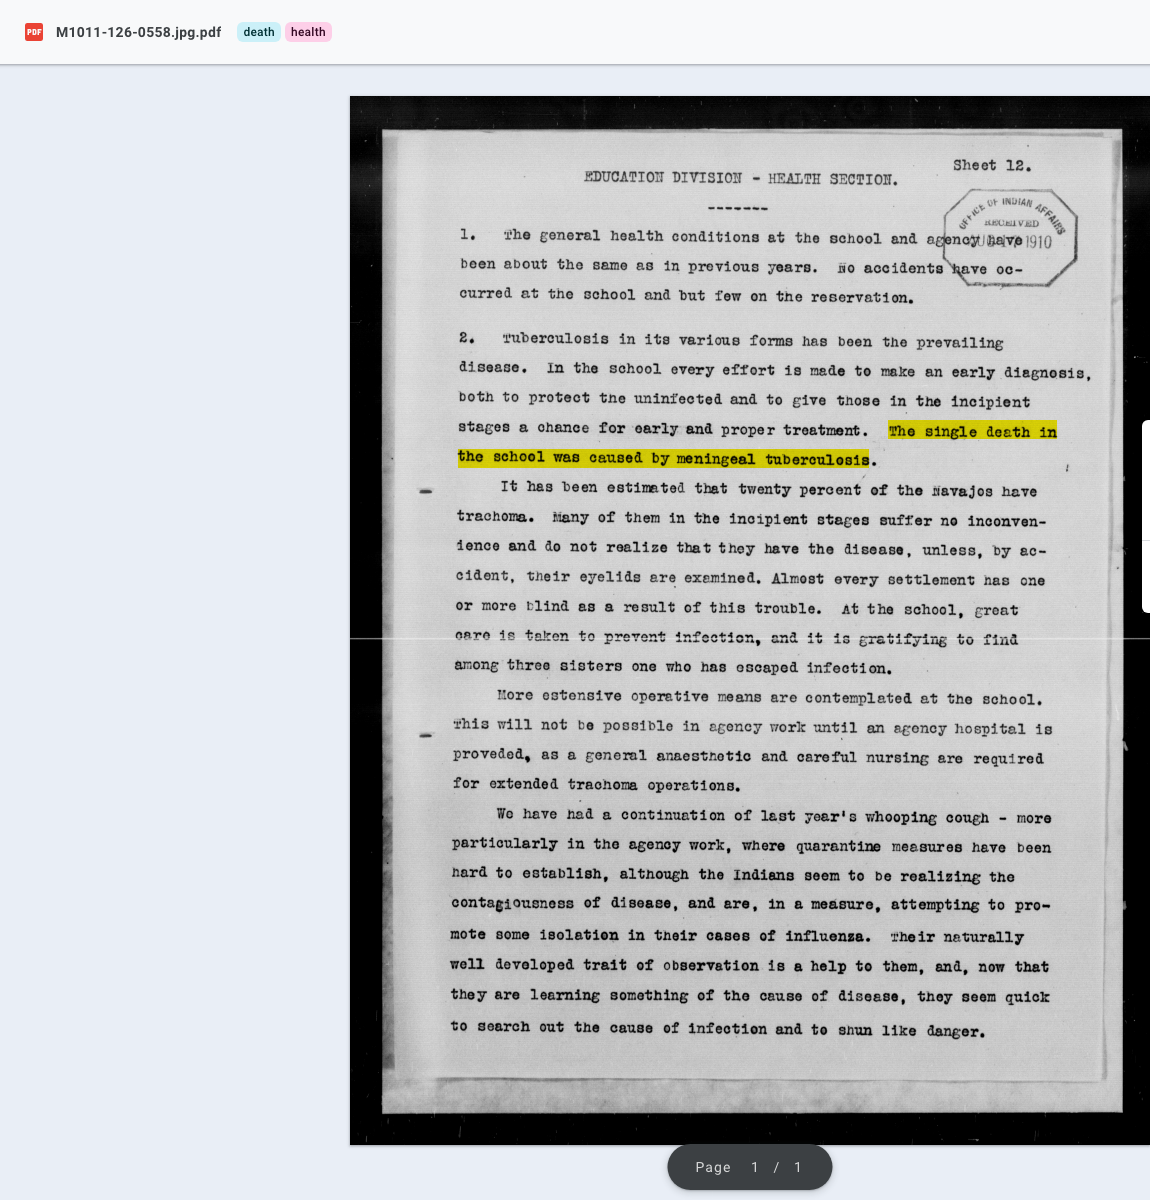 PDF M1011-126-0558.jpg.pdf death health
Sheet 12.
EDUCATION DIVISION - HEALTH SECTION.
-------
OFFICE OF INDIAN AFFAIRS
RECEIVED
1910
1. The general health conditions at the school and agency have
been about the same as in previous years. No accidents have oc-
curred at the school and but few on the reservation.
2. Tuberculosis in its various forms has been the prevailing
disease. In the school every effort is made to make an early diagnosis,
both to protect the uninfected and to give those in the incipient
stages a chance for early and proper treatment. The single death in
the school was caused by meningeal tuberculosis.
It has been estimated that twenty percent of the Navajos have
trachoma. Many of them in the incipient stages suffer no inconven-
ience and do not realize that they have the disease, unless, by ac-
cident, their eyelids are examined. Almost every settlement has one
or more blind as a result of this trouble. At the school, great
care is taken to prevent infection, and it is gratifying to find
among three sisters one who has escaped infection.
More estensive operative means are contemplated at the school.
This will not be possible in agency work until an agency hospital is
proveded, as a general anaesthetic and careful nursing are required
for extended trachoma operations.
We have had a continuation of last year's whooping cough - more
particularly in the agency work, where quarantine measures have been
hard to establish, although the Indians seem to be realizing the
contagiousness of disease, and are, in a measure, attempting to pro-
mote some isolation in their cases of influenza. Their naturally
well developed trait of observation is a help to them, and, now that
they are learning something of the cause of disease, they seem quick
to search out the cause of infection and to shun like danger.
Page 1 / 1